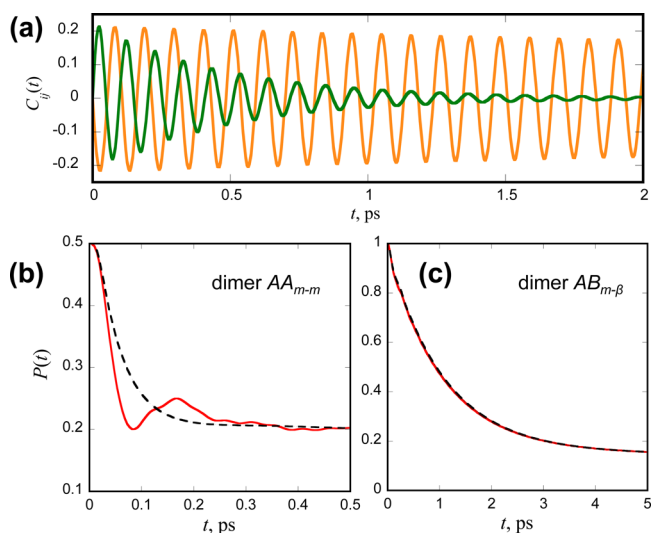 (a)
C_ij(t)
0.2
0.1
0
-0.1
-0.2
0 0.5 1 1.5 2
t, ps
(b)
dimer AA_m-m
P(t)
0.5
0.4
0.3
0.2
0.1
0 0.1 0.2 0.3 0.4 0.5
t, ps
(c)
dimer AB_m-β
1
0.8
0.6
0.4
0.2
0
0 1 2 3 4 5
t, ps